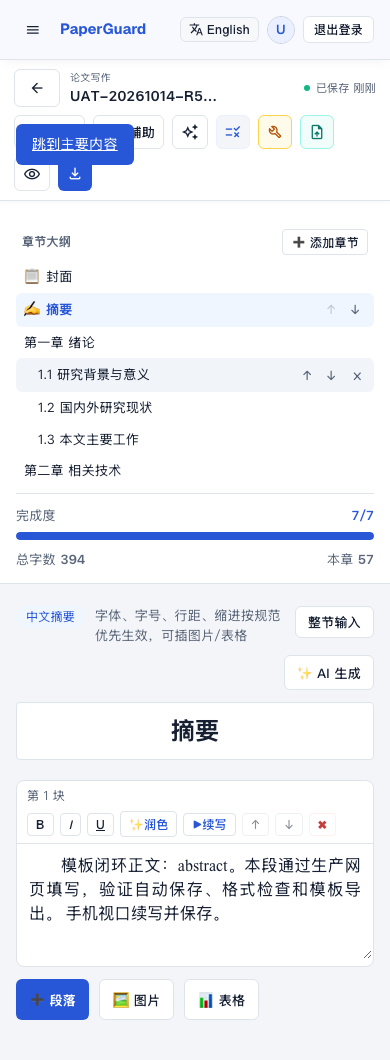 PaperGuard
English
U
退出登录
论文写作
UAT-20261014-R5...
已保存 刚刚
跳到主要内容
辅助
章节大纲
添加章节
封面
摘要
第一章 绪论
1.1 研究背景与意义
1.2 国内外研究现状
1.3 本文主要工作
第二章 相关技术
完成度
7/7
总字数 394
本章 57
中文摘要
字体、字号、行距、缩进按规范
优先生效，可插图片/表格
整节输入
AI 生成
摘要
第 1 块
B
I
U
润色
续写
模板闭环正文：abstract。本段通过生产网
页填写，验证自动保存、格式检查和模板导
出。 手机视口续写并保存。
段落
图片
表格